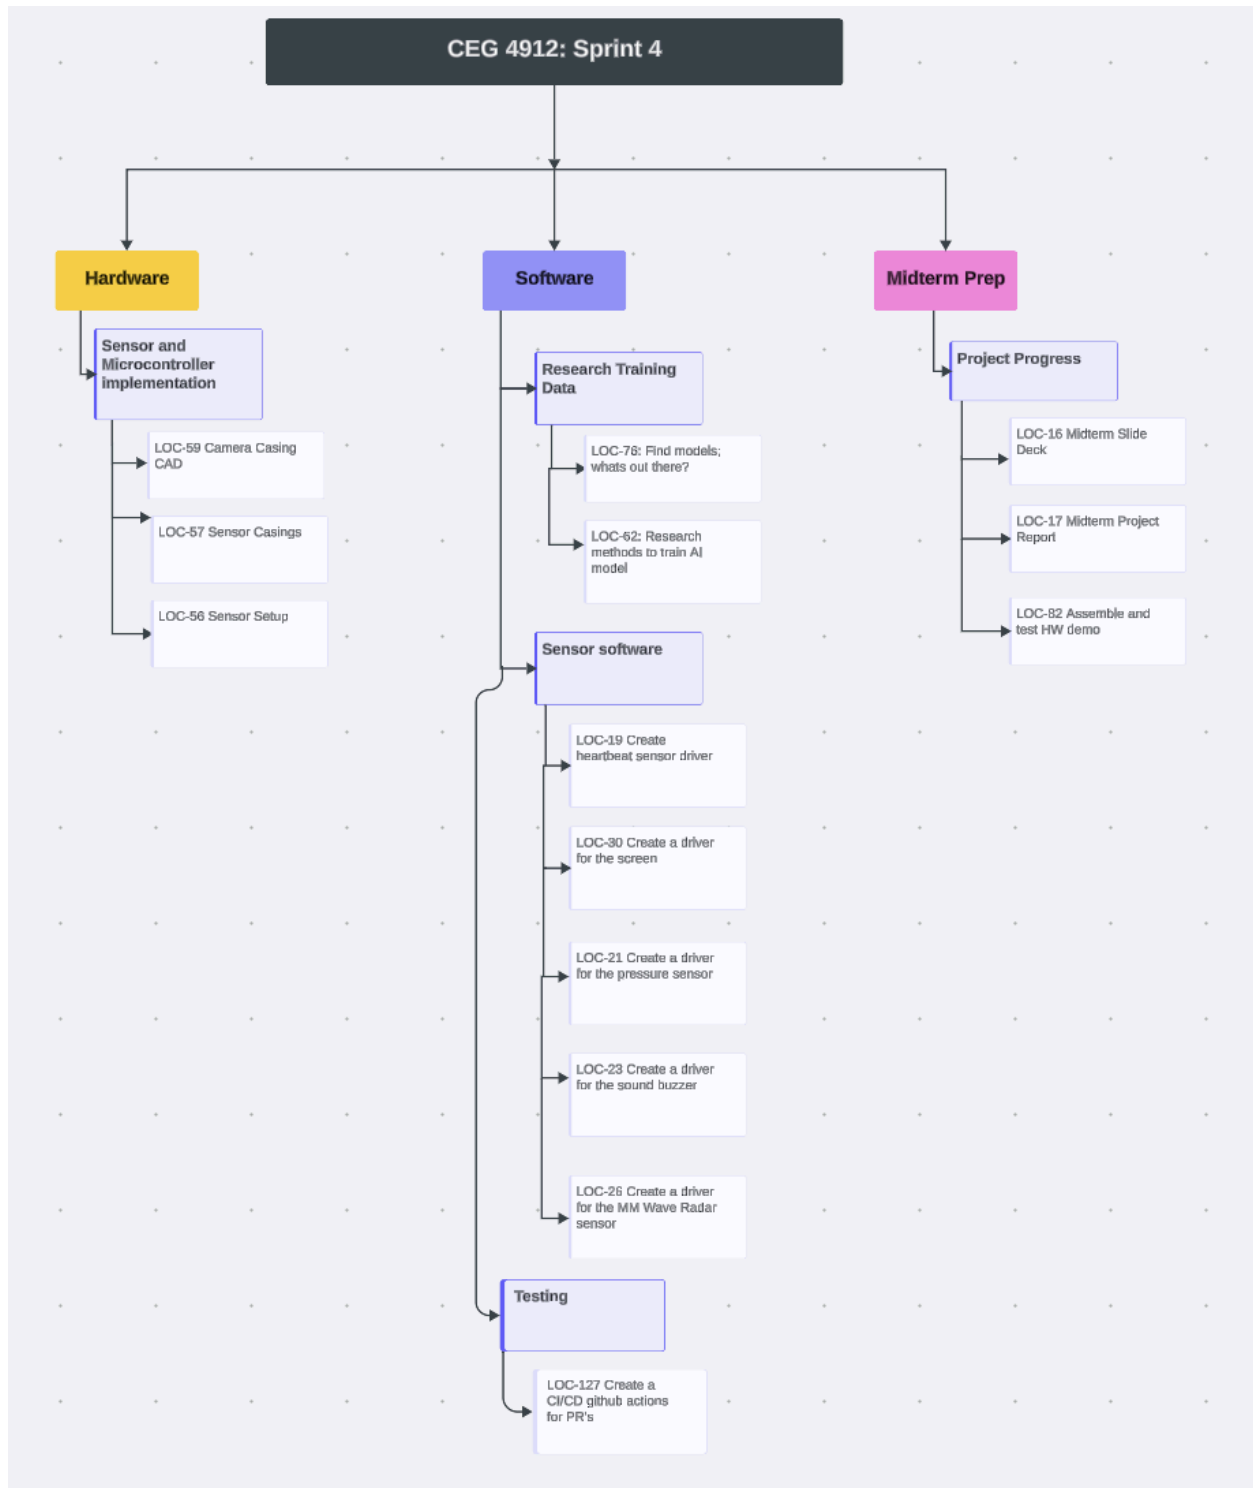 CEG 4912: Sprint 4
Hardware
Software
Midterm Prep
Sensor and
Microcontroller
implementation
LOC-59 Camera Casing
CAD
LOC-57 Sensor Casings
LOC-56 Sensor Setup
Research Training
Data
LOC-76: Find models;
whats out there?
LOC-62: Research
methods to train AI
model
Sensor software
LOC-19 Create
heartbeat sensor driver
LOC-30 Create a driver
for the screen
LOC-21 Create a driver
for the pressure sensor
LOC-23 Create a driver
for the sound buzzer
LOC-26 Create a driver
for the MM Wave Radar
sensor
Testing
LOC-127 Create a
CI/CD github actions
for PR's
Project Progress
LOC-16 Midterm Slide
Deck
LOC-17 Midterm Project
Report
LOC-82 Assemble and
test HW demo